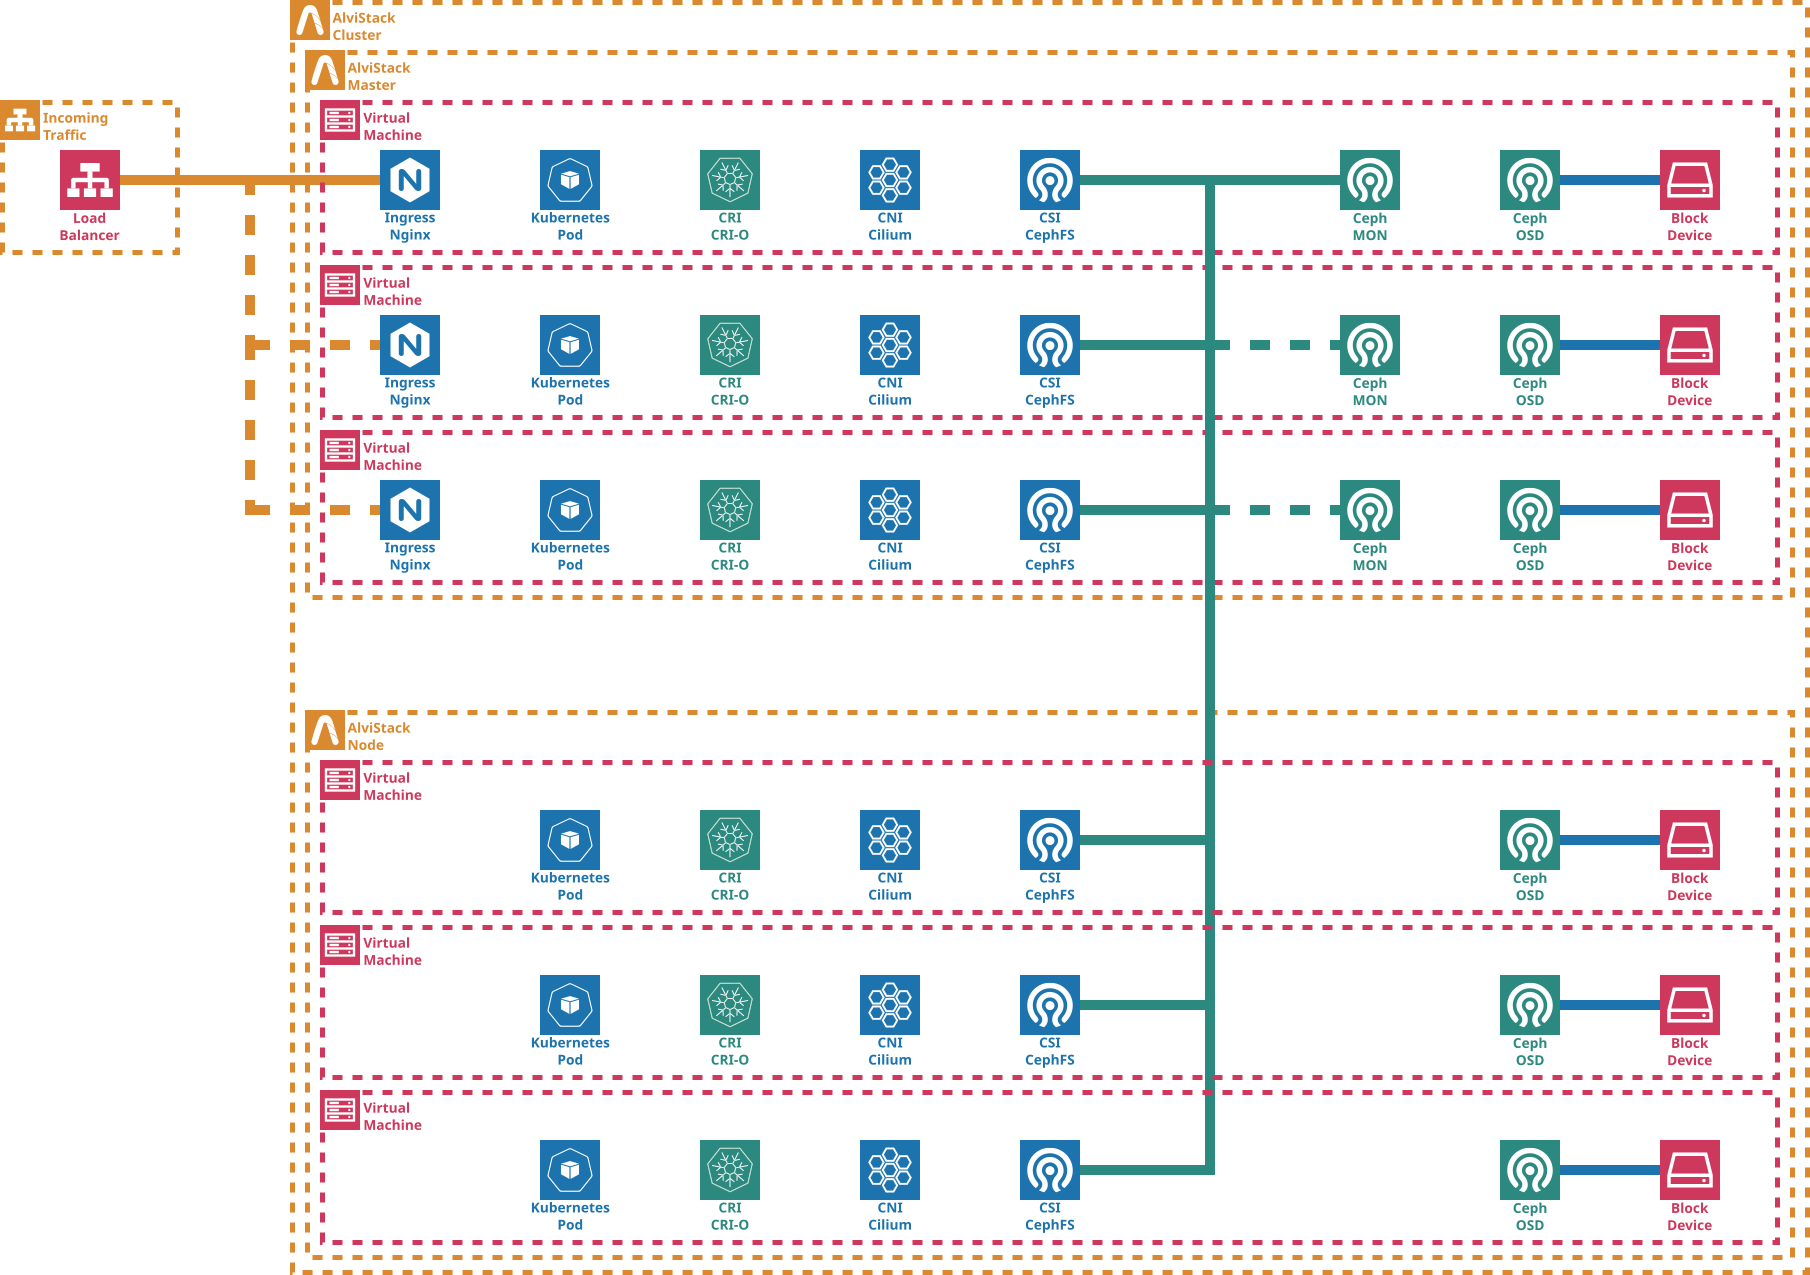 AlviStack
Cluster
AlviStack
Master
Incoming
Traffic
Load
Balancer
Virtual
Machine
Ingress
Nginx
Kubernetes
Pod
CRI
CRI-O
CNI
Cilium
CSI
CephFS
Ceph
MON
Ceph
OSD
Block
Device
Virtual
Machine
Ingress
Nginx
Kubernetes
Pod
CRI
CRI-O
CNI
Cilium
CSI
CephFS
Ceph
MON
Ceph
OSD
Block
Device
Virtual
Machine
Ingress
Nginx
Kubernetes
Pod
CRI
CRI-O
CNI
Cilium
CSI
CephFS
Ceph
MON
Ceph
OSD
Block
Device
AlviStack
Node
Virtual
Machine
Kubernetes
Pod
CRI
CRI-O
CNI
Cilium
CSI
CephFS
Ceph
OSD
Block
Device
Virtual
Machine
Kubernetes
Pod
CRI
CRI-O
CNI
Cilium
CSI
CephFS
Ceph
OSD
Block
Device
Virtual
Machine
Kubernetes
Pod
CRI
CRI-O
CNI
Cilium
CSI
CephFS
Ceph
OSD
Block
Device